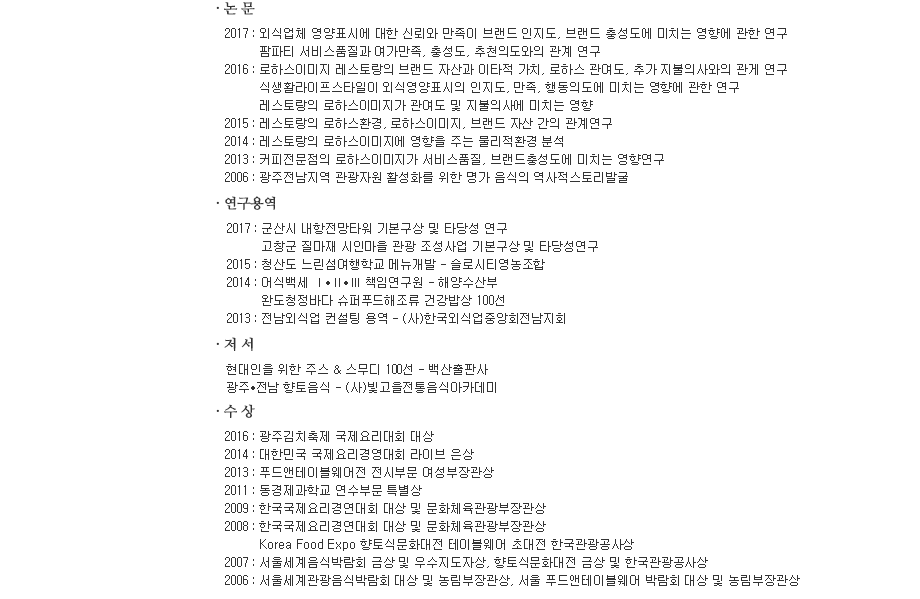 · 논 문
2017 : 외식업체 영양표시에 대한 신뢰와 만족이 브랜드 인지도, 브랜드 충성도에 미치는 영향에 관한 연구
팜파티 서비스품질과 여가만족, 충성도, 추천의도와의 관계 연구
2016 : 로하스이미지 레스토랑의 브랜드 자산과 이타적 가치, 로하스 관여도, 추가 지불의사와의 관게 연구
식생활라이프스타일이 외식영양표시의 인지도, 만족, 행동의도에 미치는 영향에 관한 연구
레스토랑의 로하스이미지가 관여도 및 지불의사에 미치는 영향
2015 : 레스토랑의 로하스환경, 로하스이미지, 브랜드 자산 간의 관계연구
2014 : 레스토랑의 로하스이미지에 영향을 주는 물리적환경 분석
2013 : 커피전문점의 로하스이미지가 서비스품질, 브랜드충성도에 미치는 영향연구
2006 : 광주전남지역 관광자원 활성화를 위한 명가 음식의 역사적스토리발굴
· 연구용역
2017 : 군산시 내항전망타워 기본구상 및 타당성 연구
고창군 질마재 시인마을 관광 조성사업 기본구상 및 타당성연구
2015 : 청산도 느린섬여행학교 메뉴개발 - 슬로시티영농조합
2014 : 어식백세 Ⅰ•Ⅱ•Ⅲ 책임연구원 - 해양수산부
완도청정바다 슈퍼푸드해조류 건강밥상 100선
2013 : 전남외식업 컨설팅 용역 - (사)한국외식업중앙회전남지회
· 저 서
현대인을 위한 주스 & 스무디 100선 - 백산출판사
광주•전남 향토음식 - (사)빛고을전통음식아카데미
· 수 상
2016 : 광주김치축제 국제요리대회 대상
2014 : 대한민국 국제요리경영대회 라이브 은상
2013 : 푸드앤테이블웨어전 전시부문 여성부장관상
2011 : 동경제과학교 연수부문 특별상
2009 : 한국국제요리경연대회 대상 및 문화체육관광부장관상
2008 : 한국국제요리경연대회 대상 및 문화체육관광부장관상
Korea Food Expo 향토식문화대전 테이블웨어 초대전 한국관광공사상
2007 : 서울세계음식박람회 금상 및 우수지도자상, 향토식문화대전 금상 및 한국관광공사상
2006 : 서울세계관광음식박람회 대상 및 농림부장관상, 서울 푸드앤테이블웨어 박람회 대상 및 농림부장관상